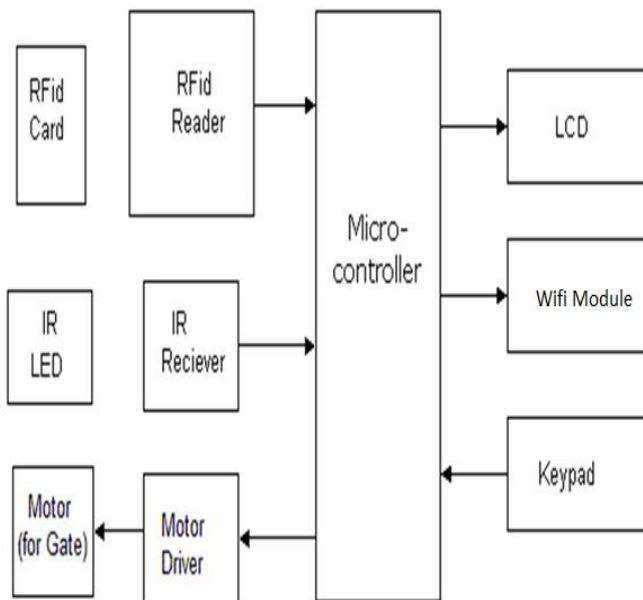 RFid
Card
RFid
Reader
LCD
Micro-
controller
Wifi Module
IR
LED
IR
Reciever
Keypad
Motor
(for Gate)
Motor
Driver